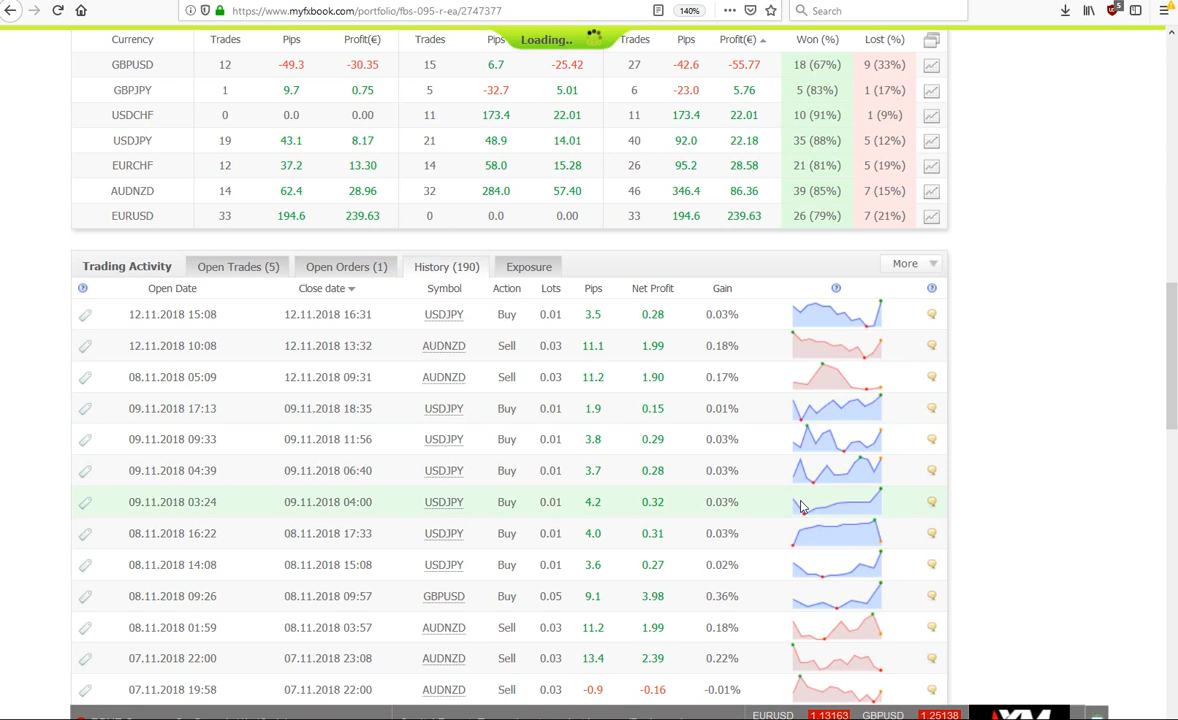 https://www.myfxbook.com/portfolio/fbs-095-r-ea/2747377 140% Search 5
Loading..
Currency Trades Pips Profit(€) Trades Pips Trades Pips Profit(€) Won (%) Lost (%)
GBPUSD 12 -49.3 -30.35 15 6.7 -25.42 27 -42.6 -55.77 18 (67%) 9 (33%)
GBPJPY 1 9.7 0.75 5 -32.7 5.01 6 -23.0 5.76 5 (83%) 1 (17%)
USDCHF 0 0.0 0.00 11 173.4 22.01 11 173.4 22.01 10 (91%) 1 (9%)
USDJPY 19 43.1 8.17 21 48.9 14.01 40 92.0 22.18 35 (88%) 5 (12%)
EURCHF 12 37.2 13.30 14 58.0 15.28 26 95.2 28.58 21 (81%) 5 (19%)
AUDNZD 14 62.4 28.96 32 284.0 57.40 46 346.4 86.36 39 (85%) 7 (15%)
EURUSD 33 194.6 239.63 0 0.0 0.00 33 194.6 239.63 26 (79%) 7 (21%)
Trading Activity Open Trades (5) Open Orders (1) History (190) Exposure More
Open Date Close date Symbol Action Lots Pips Net Profit Gain
12.11.2018 15:08 12.11.2018 16:31 USDJPY Buy 0.01 3.5 0.28 0.03%
12.11.2018 10:08 12.11.2018 13:32 AUDNZD Sell 0.03 11.1 1.99 0.18%
08.11.2018 05:09 12.11.2018 09:31 AUDNZD Sell 0.03 11.2 1.90 0.17%
09.11.2018 17:13 09.11.2018 18:35 USDJPY Buy 0.01 1.9 0.15 0.01%
09.11.2018 09:33 09.11.2018 11:56 USDJPY Buy 0.01 3.8 0.29 0.03%
09.11.2018 04:39 09.11.2018 06:40 USDJPY Buy 0.01 3.7 0.28 0.03%
09.11.2018 03:24 09.11.2018 04:00 USDJPY Buy 0.01 4.2 0.32 0.03%
08.11.2018 16:22 08.11.2018 17:33 USDJPY Buy 0.01 4.0 0.31 0.03%
08.11.2018 14:08 08.11.2018 15:08 USDJPY Buy 0.01 3.6 0.27 0.02%
08.11.2018 09:26 08.11.2018 09:57 GBPUSD Buy 0.05 9.1 3.98 0.36%
08.11.2018 01:59 08.11.2018 03:57 AUDNZD Sell 0.03 11.2 1.99 0.18%
07.11.2018 22:00 07.11.2018 23:08 AUDNZD Sell 0.03 13.4 2.39 0.22%
07.11.2018 19:58 07.11.2018 22:00 AUDNZD Sell 0.03 -0.9 -0.16 -0.01%
EURUSD 1.13163 GBPUSD 1.25138 XM